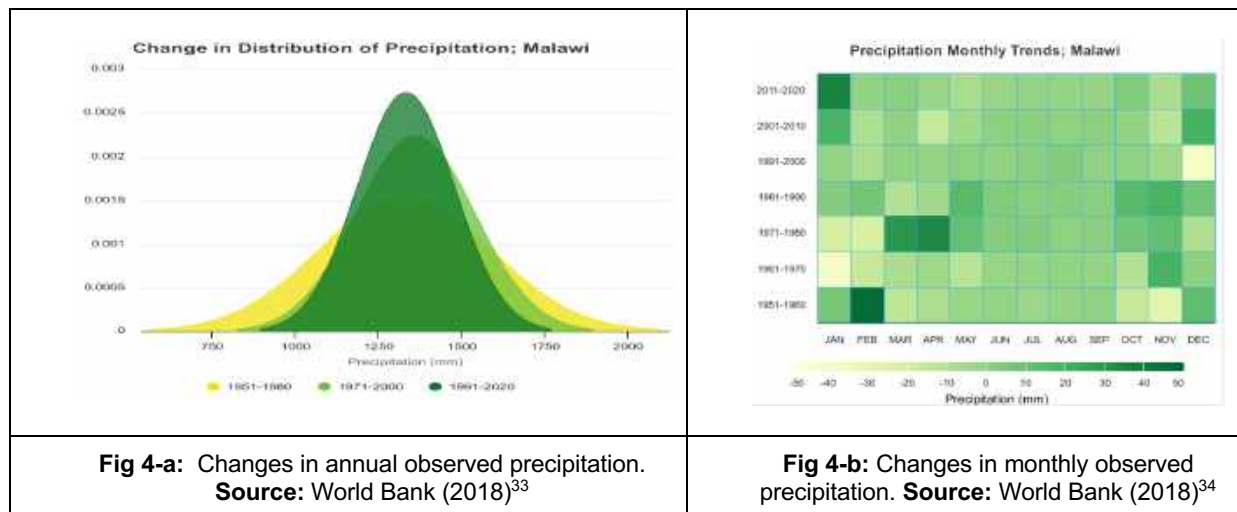 Change in Distribution of Precipitation; Malawi
0.003
0.0025
0.002
0.0015
0.001
0.0005
0
750 1000 1250 1500 1750 2000
Precipitation (mm)
1951-1980 1971-2000 1991-2020
Fig 4-a: Changes in annual observed precipitation.
Source: World Bank (2018)33
Precipitation Monthly Trends; Malawi
2011-2020
2001-2010
1991-2000
1981-1990
1971-1980
1961-1970
1951-1960
JAN FEB MAR APR MAY JUN JUL AUG SEP OCT NOV DEC
-50 -40 -30 -20 -10 0 10 20 30 40 50
Precipitation (mm)
Fig 4-b: Changes in monthly observed
precipitation. Source: World Bank (2018)34